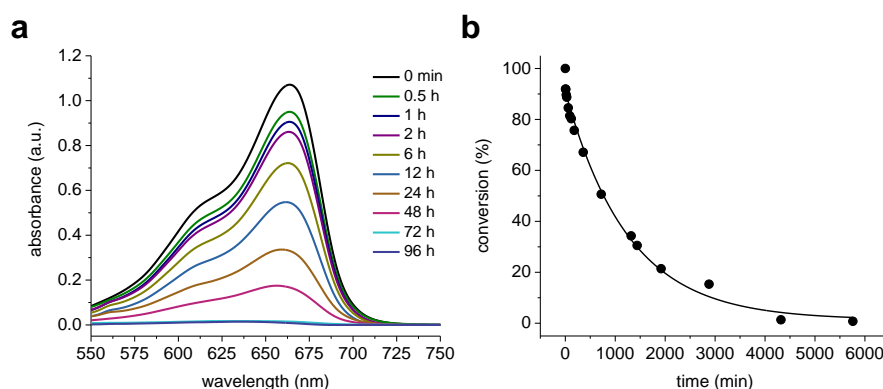 a
1.2
1.0
0.8
0.6
0.4
0.2
0.0
absorbance (a.u.)
550 575 600 625 650 675 700 725 750
wavelength (nm)
0 min
0.5 h
1 h
2 h
6 h
12 h
24 h
48 h
72 h
96 h
b
100
80
60
40
20
0
conversion (%)
0 1000 2000 3000 4000 5000 6000
time (min)